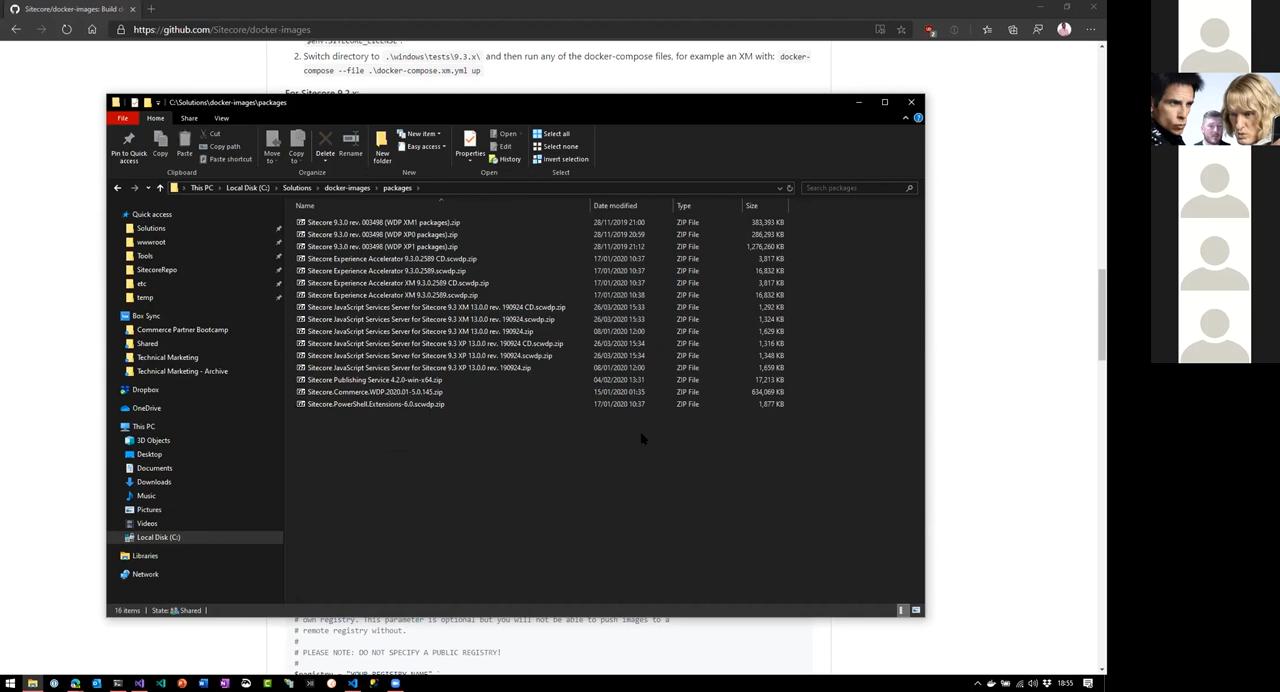 Sitecore/docker-images: Build d
https://github.com/Sitecore/docker-images
$env:SITECORE_LICENSE.
2. Switch directory to .\windows\tests\9.3.x\ and then run any of the docker-compose files, for example an XM with: docker-
compose --file .\docker-compose.xm.yml up
For Sitecore 9.2.x:
C:\Solutions\docker-images\packages
File Home Share View
Pin to Quick access
Copy
Paste
Cut
Copy path
Paste shortcut
Clipboard
Move to
Copy to
Delete
Rename
Organize
New folder
New item
Easy access
New
Properties
Open
Edit
History
Open
Select all
Select none
Invert selection
Select
This PC Local Disk (C:) Solutions docker-images packages
Search packages
Name Date modified Type Size
Sitecore 9.3.0 rev. 003498 (WDP XM1 packages).zip 28/11/2019 21:00 ZIP File 383,393 KB
Sitecore 9.3.0 rev. 003498 (WDP XP0 packages).zip 28/11/2019 20:59 ZIP File 286,293 KB
Sitecore 9.3.0 rev. 003498 (WDP XP1 packages).zip 28/11/2019 21:12 ZIP File 1,276,260 KB
Sitecore Experience Accelerator 9.3.0.2589 CD.scwdp.zip 17/01/2020 10:37 ZIP File 3,817 KB
Sitecore Experience Accelerator 9.3.0.2589.scwdp.zip 17/01/2020 10:37 ZIP File 16,832 KB
Sitecore Experience Accelerator XM 9.3.0.2589 CD.scwdp.zip 17/01/2020 10:37 ZIP File 3,817 KB
Sitecore Experience Accelerator XM 9.3.0.2589.scwdp.zip 17/01/2020 10:38 ZIP File 16,832 KB
Sitecore JavaScript Services Server for Sitecore 9.3 XM 13.0.0 rev. 190924 CD.scwdp.zip 26/03/2020 15:33 ZIP File 1,292 KB
Sitecore JavaScript Services Server for Sitecore 9.3 XM 13.0.0 rev. 190924.scwdp.zip 26/03/2020 15:33 ZIP File 1,324 KB
Sitecore JavaScript Services Server for Sitecore 9.3 XM 13.0.0 rev. 190924.zip 08/01/2020 12:00 ZIP File 1,629 KB
Sitecore JavaScript Services Server for Sitecore 9.3 XP 13.0.0 rev. 190924 CD.scwdp.zip 26/03/2020 15:34 ZIP File 1,316 KB
Sitecore JavaScript Services Server for Sitecore 9.3 XP 13.0.0 rev. 190924.scwdp.zip 26/03/2020 15:34 ZIP File 1,348 KB
Sitecore JavaScript Services Server for Sitecore 9.3 XP 13.0.0 rev. 190924.zip 08/01/2020 12:00 ZIP File 1,659 KB
Sitecore Publishing Service 4.2.0-win-x64.zip 04/02/2020 13:31 ZIP File 17,213 KB
Sitecore.Commerce.WDP.2020.01-5.0.145.zip 15/01/2020 01:35 ZIP File 634,069 KB
Sitecore.PowerShell.Extensions-6.0.scwdp.zip 17/01/2020 10:37 ZIP File 1,877 KB
Quick access
Solutions
wwwroot
Tools
SitecoreRepo
etc
temp
Box Sync
Commerce Partner Bootcamp
Shared
Technical Marketing
Technical Marketing - Archive
Dropbox
OneDrive
This PC
3D Objects
Desktop
Documents
Downloads
Music
Pictures
Videos
Local Disk (C:)
Libraries
Network
16 items State: Shared
# own registry. This parameter is optional but you will not be able to push images to a
# remote registry without.
#
# PLEASE NOTE: DO NOT SPECIFY A PUBLIC REGISTRY!
#
$registry = "YOUR REGISTRY NAME" `
18:55